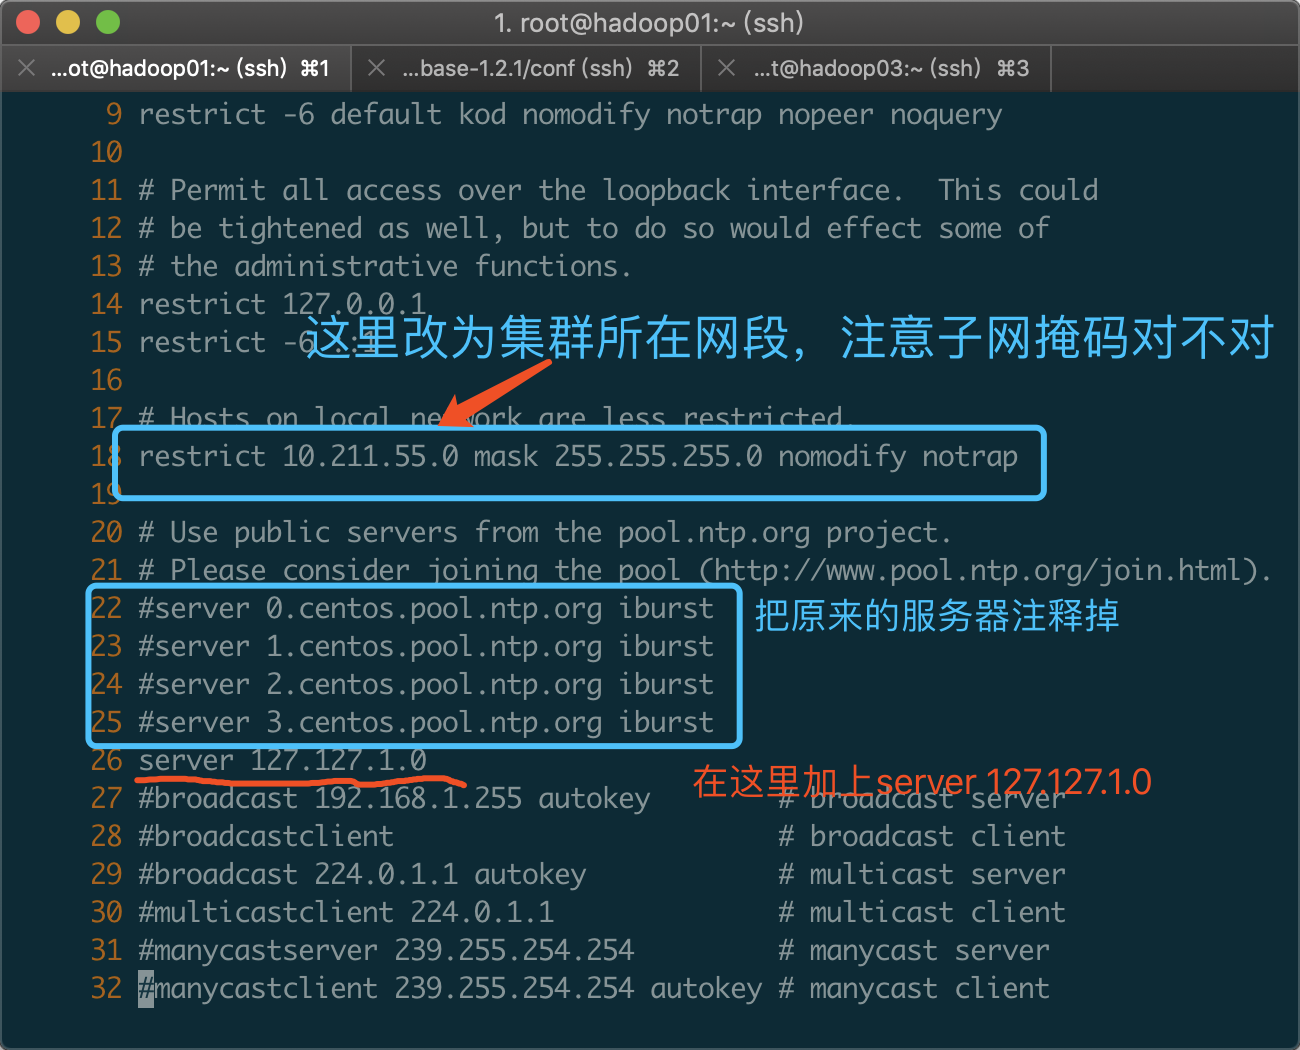 1. root@hadoop01:~ (ssh)
...ot@hadoop01:~ (ssh) ⌘1 ...base-1.2.1/conf (ssh) ⌘2 ...t@hadoop03:~ (ssh) ⌘3
9 restrict -6 default kod nomodify notrap nopeer noquery
10
11 # Permit all access over the loopback interface.  This could
12 # be tightened as well, but to do so would effect some of
13 # the administrative functions.
14 restrict 127.0.0.1
这里改为集群所在网段，注意子网掩码对不对
15 restrict -6 ::1
16
17 # Hosts on local network are less restricted.
18 restrict 10.211.55.0 mask 255.255.255.0 nomodify notrap
19
20 # Use public servers from the pool.ntp.org project.
21 # Please consider joining the pool (http://www.pool.ntp.org/join.html).
22 #server 0.centos.pool.ntp.org iburst
把原来的服务器注释掉
23 #server 1.centos.pool.ntp.org iburst
24 #server 2.centos.pool.ntp.org iburst
25 #server 3.centos.pool.ntp.org iburst
26 server 127.127.1.0
在这里加上server 127.127.1.0
27 #broadcast 192.168.1.255 autokey # broadcast server
28 #broadcastclient # broadcast client
29 #broadcast 224.0.1.1 autokey # multicast server
30 #multicastclient 224.0.1.1 # multicast client
31 #manycastserver 239.255.254.254 # manycast server
32 #manycastclient 239.255.254.254 autokey # manycast client